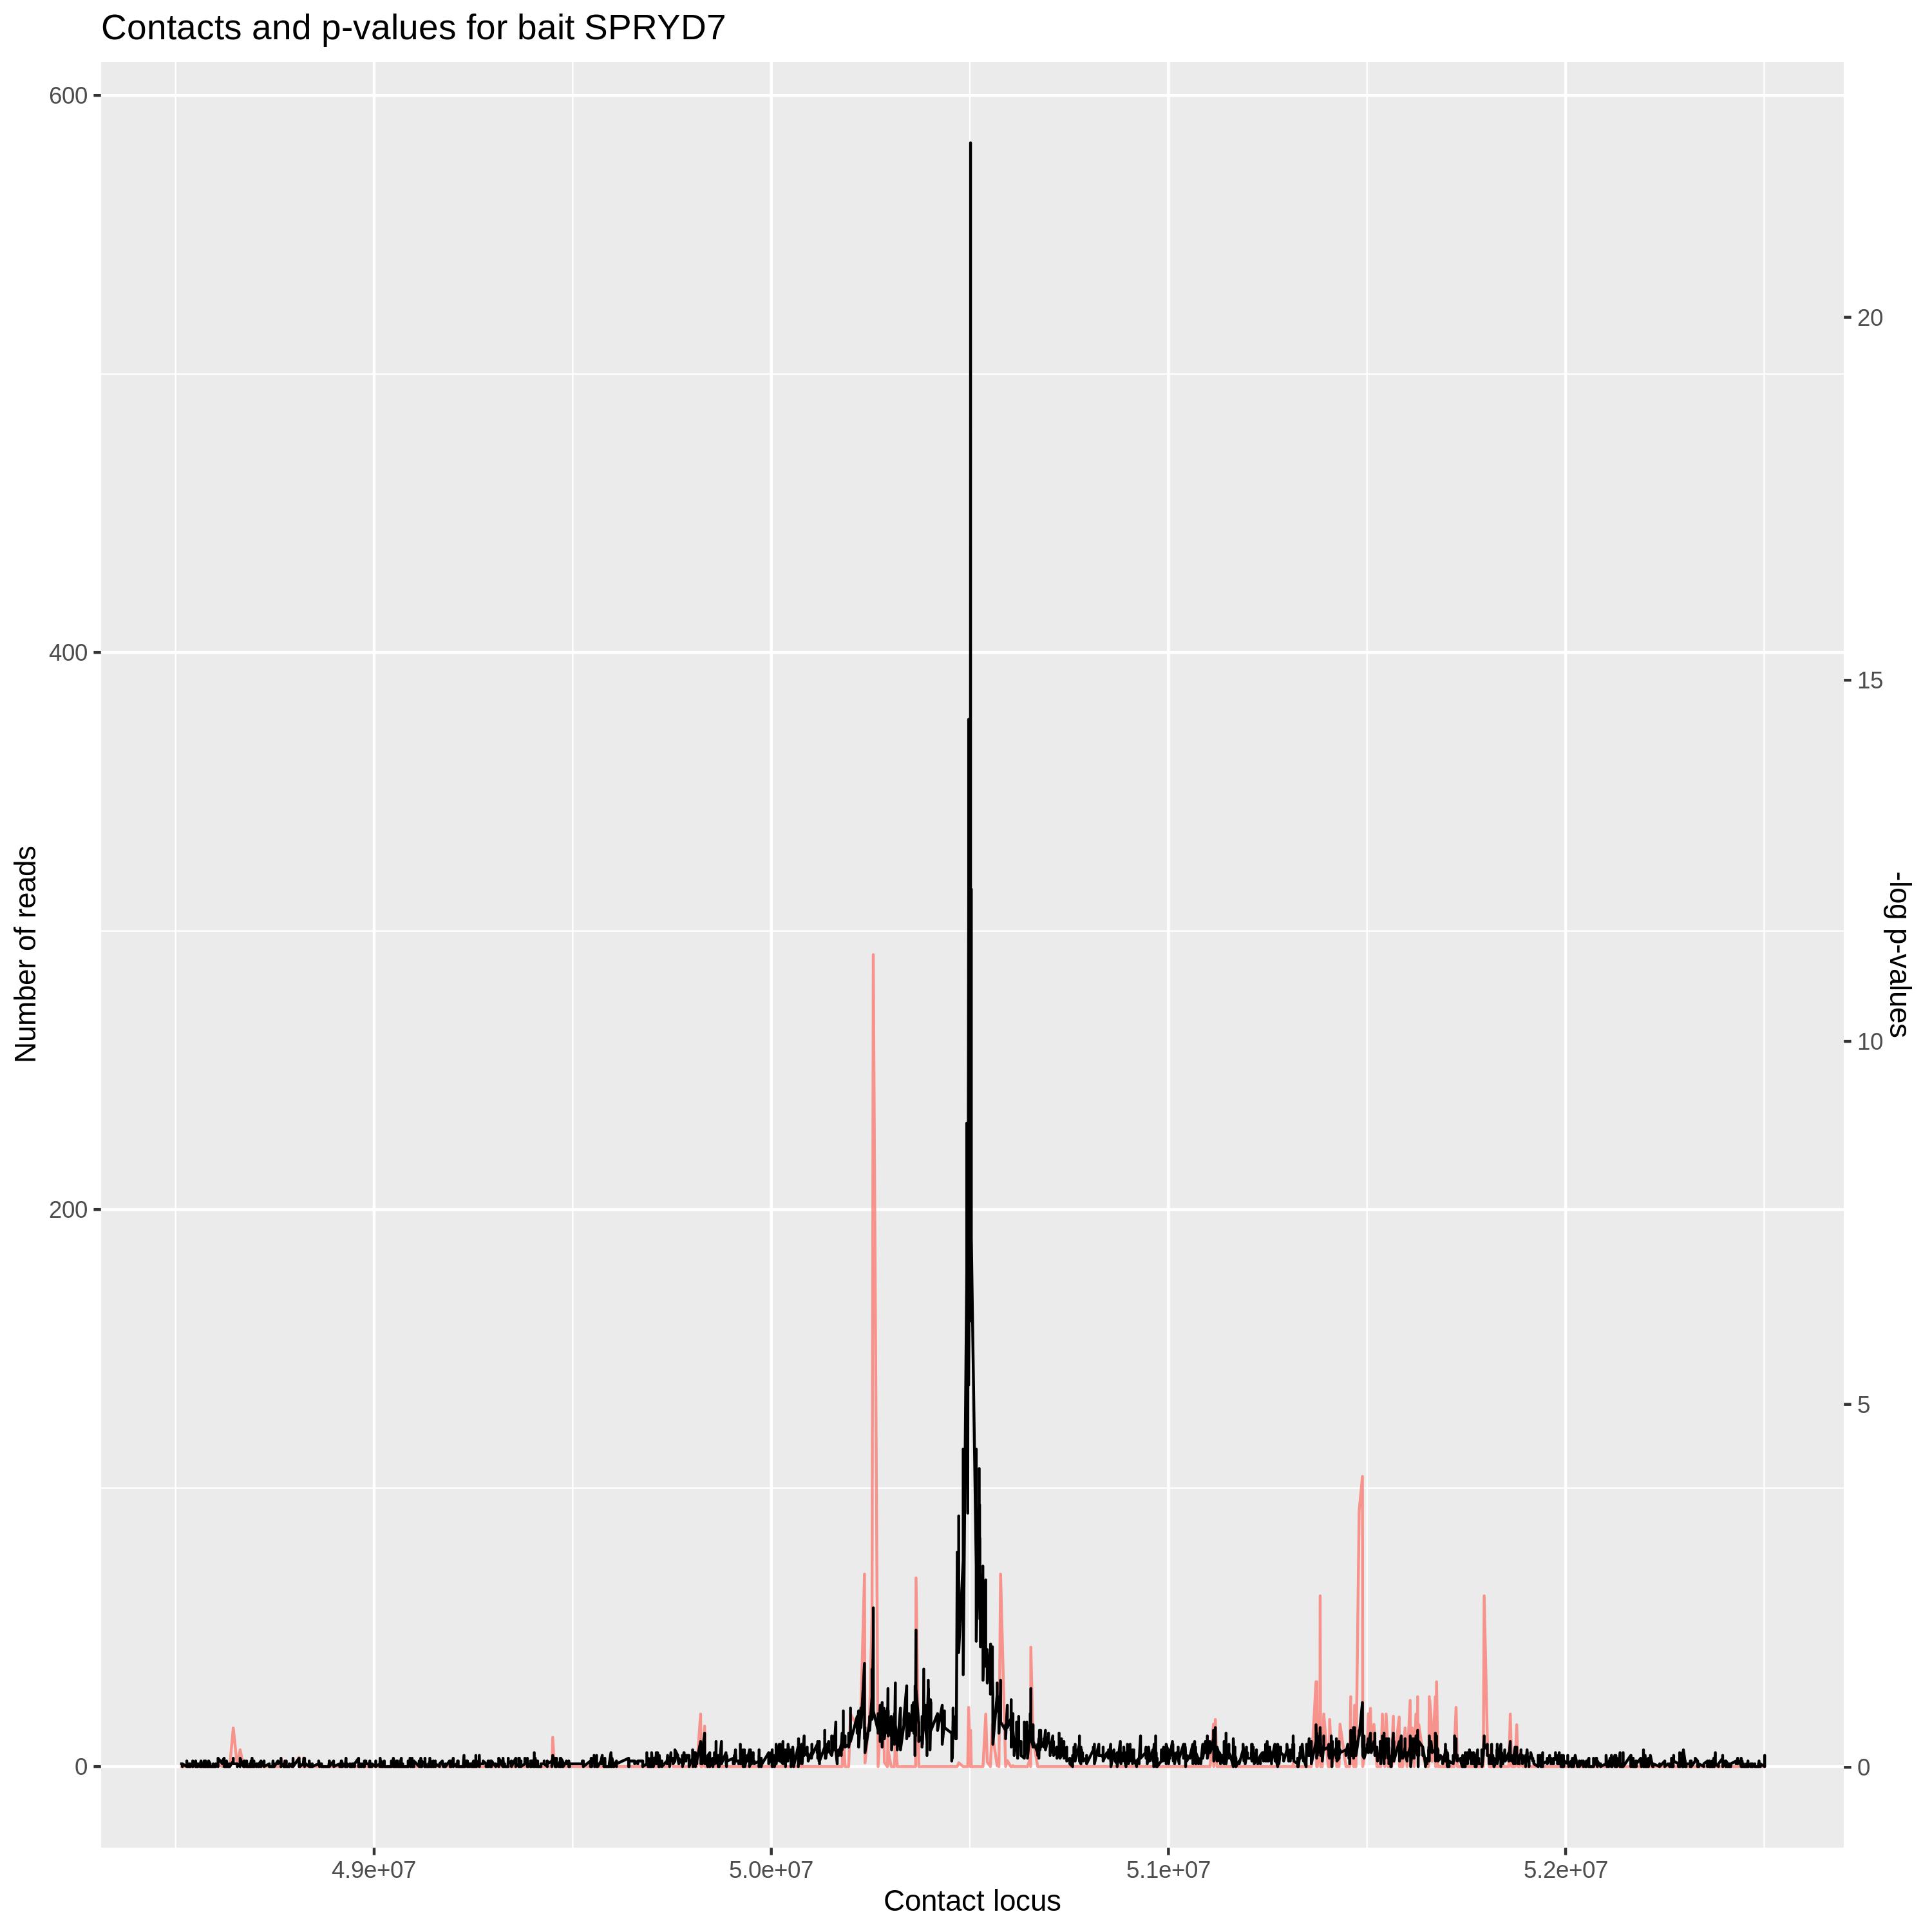 Contacts and p-values for bait SPRYD7
600
400
200
0
Number of reads
20
15
10
5
0
-log p-values
4.9e+07 5.0e+07 5.1e+07 5.2e+07
Contact locus